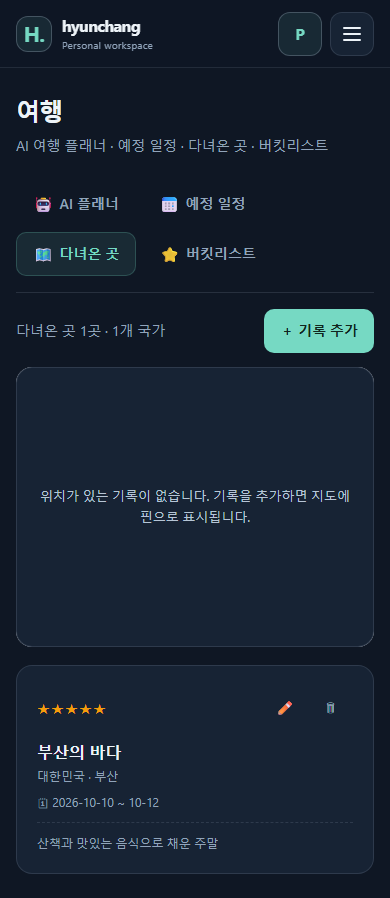 H.
hyunchang
Personal workspace
P
여행
AI 여행 플래너 · 예정 일정 · 다녀온 곳 · 버킷리스트
AI 플래너
예정 일정
다녀온 곳
버킷리스트
다녀온 곳 1곳 · 1개 국가
+ 기록 추가
위치가 있는 기록이 없습니다. 기록을 추가하면 지도에
핀으로 표시됩니다.
★★★★★
부산의 바다
대한민국 · 부산
2026-10-10 ~ 10-12
산책과 맛있는 음식으로 채운 주말